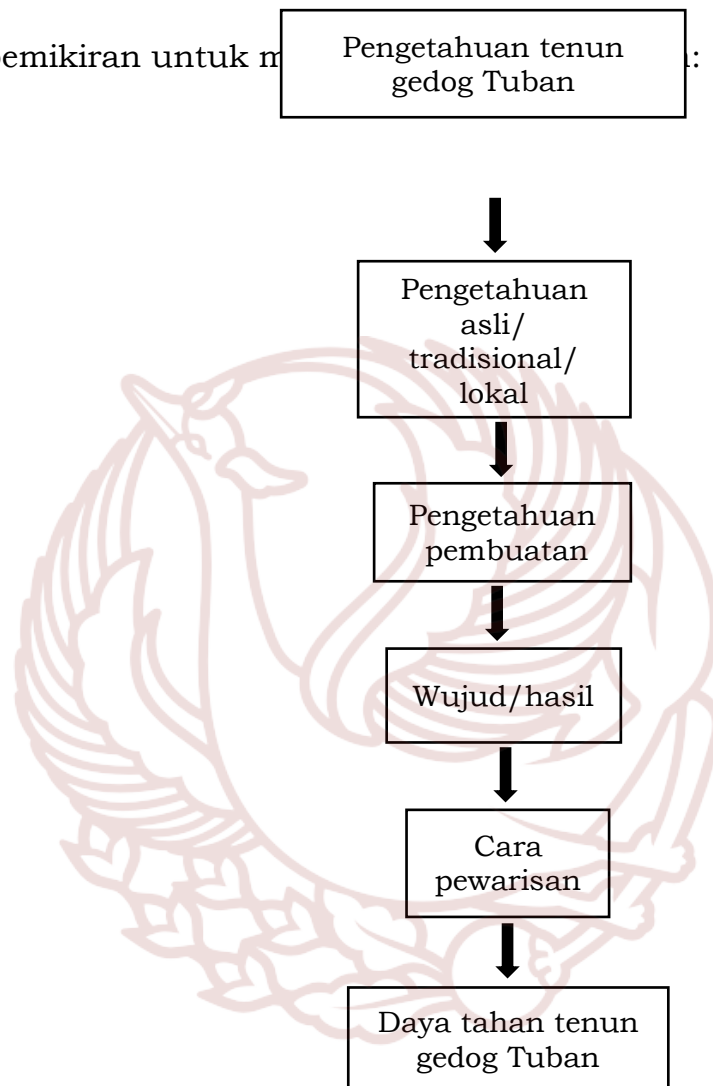 Pengetahuan tenun
gedog Tuban
pemikiran untuk m
:
Pengetahuan
asli/
tradisional/
lokal
Pengetahuan
pembuatan
Wujud/hasil
Cara
pewarisan
Daya tahan tenun
gedog Tuban